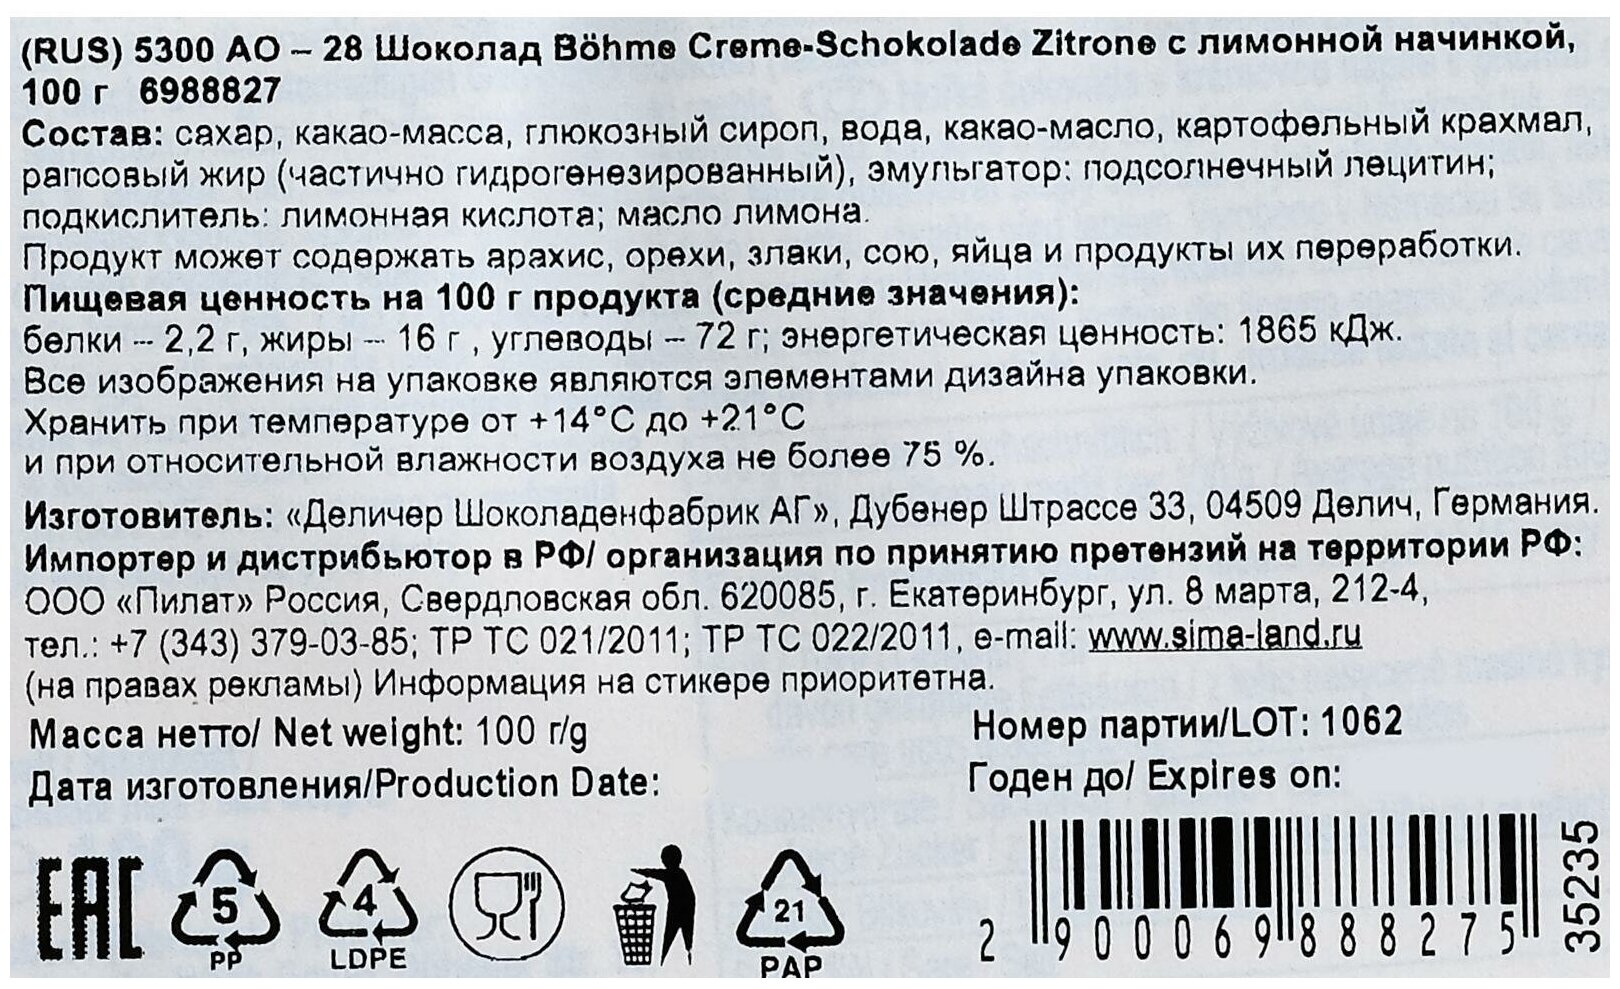 (RUS) 5300 АО – 28 Шоколад Böhme Creme-Schokolade Zitrone с лимонной начинкой,
100 г 6988827
Состав: сахар, какао-масса, глюкозный сироп, вода, какао-масло, картофельный крахмал,
рапсовый жир (частично гидрогенезированный), эмульгатор: подсолнечный лецитин;
подкислитель: лимонная кислота; масло лимона.
Продукт может содержать арахис, орехи, злаки, сою, яйца и продукты их переработки.
Пищевая ценность на 100 г продукта (средние значения):
белки – 2,2 г, жиры – 16 г , углеводы – 72 г; энергетическая ценность: 1865 кДж.
Все изображения на упаковке являются элементами дизайна упаковки.
Хранить при температуре от +14°С до +21°С
и при относительной влажности воздуха не более 75 %.
Изготовитель: «Деличер Шоколаденфабрик АГ», Дубенер Штрассе 33, 04509 Делич, Германия.
Импортер и дистрибьютор в РФ/ организация по принятию претензий на территории РФ:
ООО «Пилат» Россия, Свердловская обл. 620085, г. Екатеринбург, ул. 8 марта, 212-4,
тел.: +7 (343) 379-03-85; ТР ТС 021/2011; ТР ТС 022/2011, e-mail: www.sima-land.ru
(на правах рекламы) Информация на стикере приоритетна.
Масса нетто/ Net weight: 100 г/g
Номер партии/LOT: 1062
Дата изготовления/Production Date:
Годен до/ Expires on:
EAC
5
PP
4
LDPE
21
PAP
2 900069 888275
35235